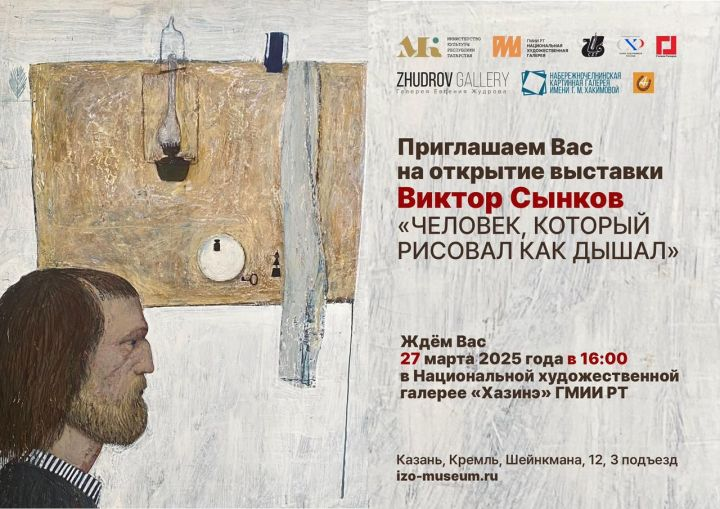 МК
МИНИСТЕРСТВО
КУЛЬТУРЫ
РЕСПУБЛИКИ
ТАТАРСТАН
ГМИИ РТ
НАЦИОНАЛЬНАЯ
ХУДОЖЕСТВЕННАЯ
ГАЛЕРЕЯ
ZHUDROV GALLERY
Галерея Евгения Жудрова
НАБЕРЕЖНОЧЕЛНИНСКАЯ
КАРТИННАЯ ГАЛЕРЕЯ
ИМЕНИ Г. М. ХАКИМОВОЙ
Приглашаем Вас
на открытие выставки
Виктор Сынков
«ЧЕЛОВЕК, КОТОРЫЙ
РИСОВАЛ КАК ДЫШАЛ»
Ждём Вас
27 марта 2025 года в 16:00
в Национальной художественной
галерее «Хазинэ» ГМИИ РТ
Казань, Кремль, Шейнкмана, 12, 3 подъезд
izo-museum.ru